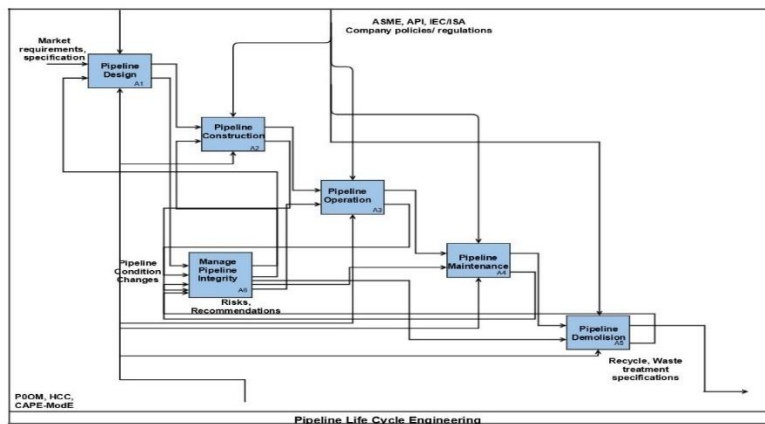 ASME, API, IEC/ISA
Company policies/ regulations
Market
requirements,
specification
Pipeline
Design
A1
Pipeline
Construction
A2
Pipeline
Operation
A3
Pipeline
Maintenance
A4
Manage
Pipeline
Integrity
A6
Pipeline
Condition
Changes
Risks,
Recommendations
Pipeline
Demolision
A5
Recycle, Waste
treatment
specifications
P0OM, HCC,
CAPE-ModE
Pipeline Life Cycle Engineering